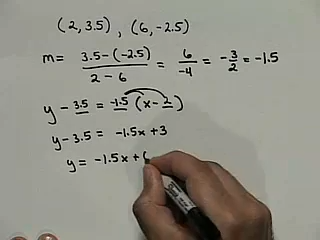 (2, 3.5) , (6, -2.5)
m = 3.5-(-2.5) / 2-6 = 6/-4 = -3/2 = -1.5
y - 3.5 = -1.5 (x-2)
y - 3.5 = -1.5x + 3
y = -1.5x +